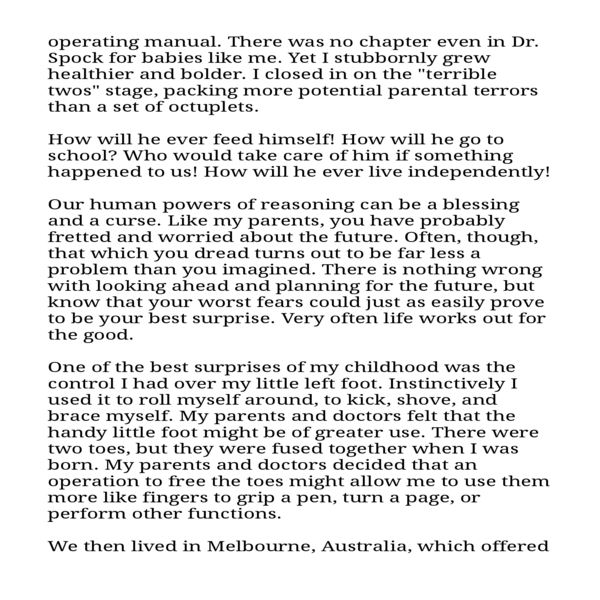 operating manual. There was no chapter even in Dr.
Spock for babies like me. Yet I stubbornly grew
healthier and bolder. I closed in on the "terrible
twos" stage, packing more potential parental terrors
than a set of octuplets.
How will he ever feed himself! How will he go to
school? Who would take care of him if something
happened to us! How will he ever live independently!
Our human powers of reasoning can be a blessing
and a curse. Like my parents, you have probably
fretted and worried about the future. Often, though,
that which you dread turns out to be far less a
problem than you imagined. There is nothing wrong
with looking ahead and planning for the future, but
know that your worst fears could just as easily prove
to be your best surprise. Very often life works out for
the good.
One of the best surprises of my childhood was the
control I had over my little left foot. Instinctively I
used it to roll myself around, to kick, shove, and
brace myself. My parents and doctors felt that the
handy little foot might be of greater use. There were
two toes, but they were fused together when I was
born. My parents and doctors decided that an
operation to free the toes might allow me to use them
more like fingers to grip a pen, turn a page, or
perform other functions.
We then lived in Melbourne, Australia, which offered